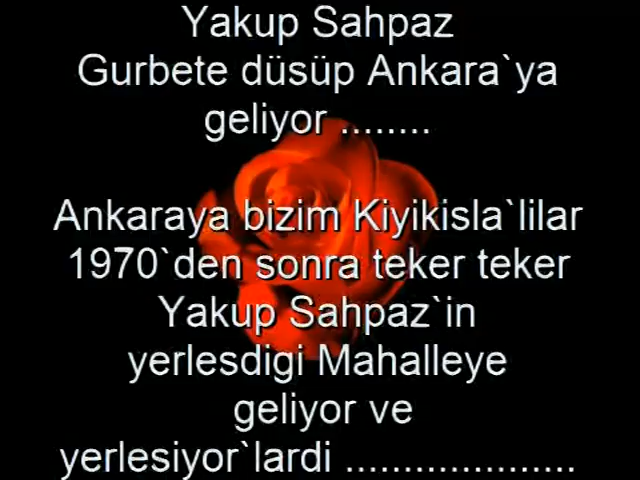 Yakup Sahpaz
Gurbete düsüp Ankara`ya
geliyor ........
Ankaraya bizim Kiyikisla`lilar
1970`den sonra teker teker
Yakup Sahpaz`in
yerlesdigi Mahalleye
geliyor ve
yerlesiyor`lardi ....................